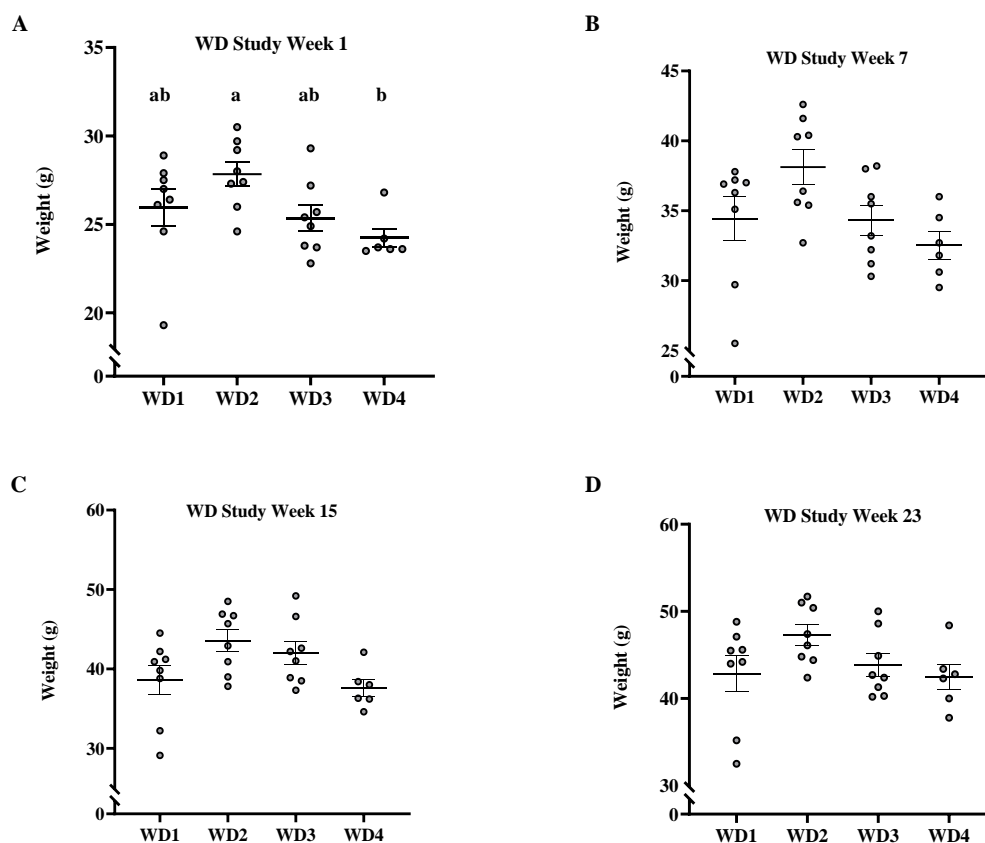 A
WD Study Week 1
35
30
25
20
0
Weight (g)
ab a ab b
WD1 WD2 WD3 WD4
B
WD Study Week 7
45
40
35
30
25
0
Weight (g)
WD1 WD2 WD3 WD4
C
WD Study Week 15
60
50
40
30
0
Weight (g)
WD1 WD2 WD3 WD4
D
WD Study Week 23
60
50
40
30
0
Weight (g)
WD1 WD2 WD3 WD4